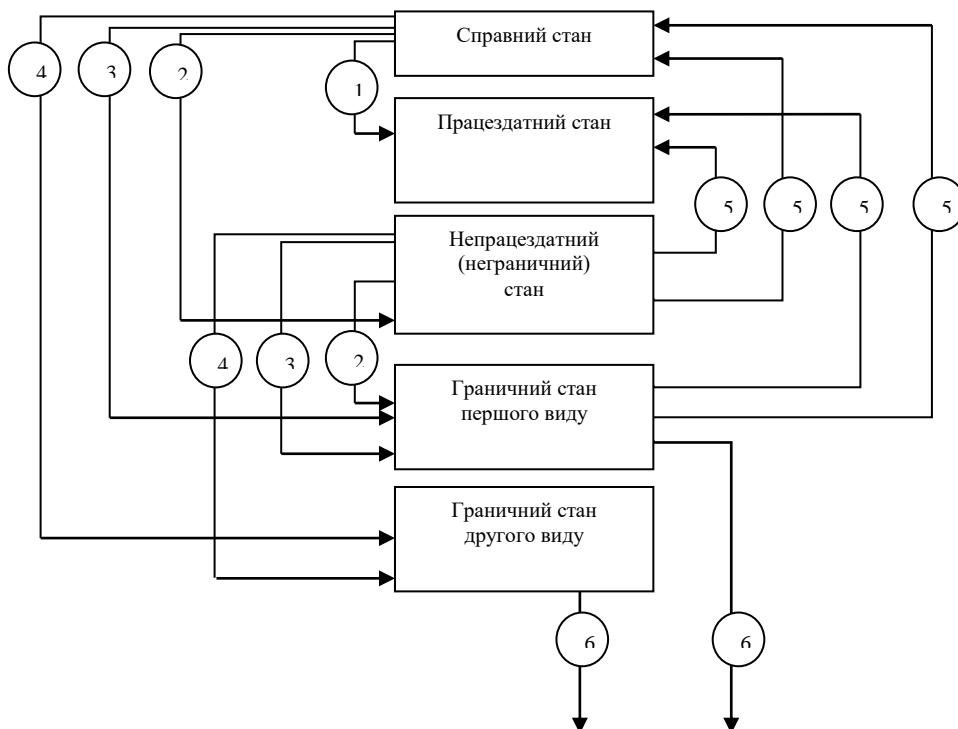 Справний стан
4
3
2
1
Працездатний стан
5
5
5
5
Непрацездатний
(неграничний)
стан
4
3
2
Граничний стан
першого виду
Граничний стан
другого виду
6
6